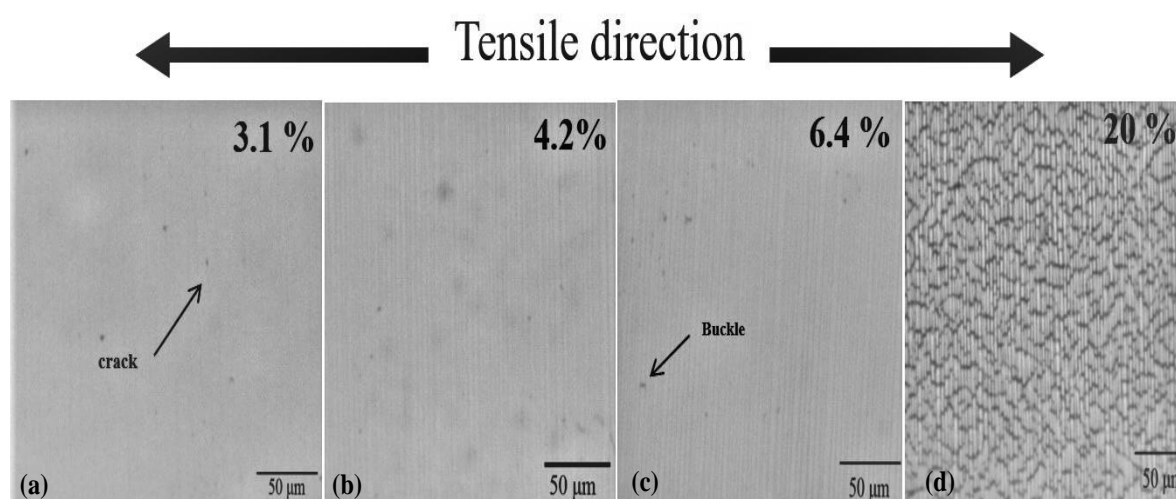 Tensile direction
3.1 %
4.2%
6.4 %
20 %
crack
Buckle
(a)
50 μm
(b)
50 μm
(c)
50 μm
(d)
50 μm